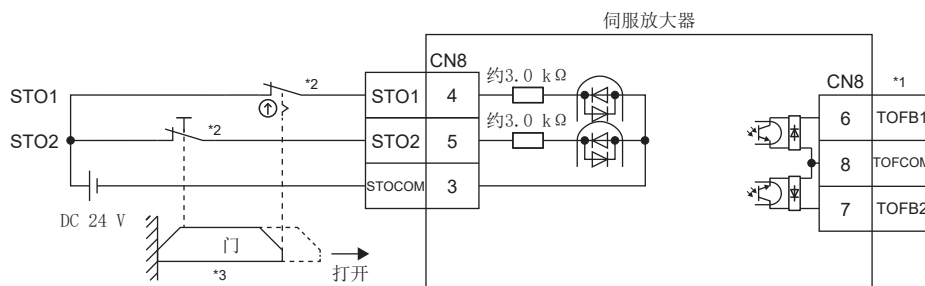 伺服放大器
CN8
约3.0 kΩ
CN8
*1
STO1
*2
STO1
4
6
TOFB1
约3.0 kΩ
STO2
*2
STO2
5
8
TOFCOM
STOCOM
3
7
TOFB2
DC 24 V
门
*3
打开